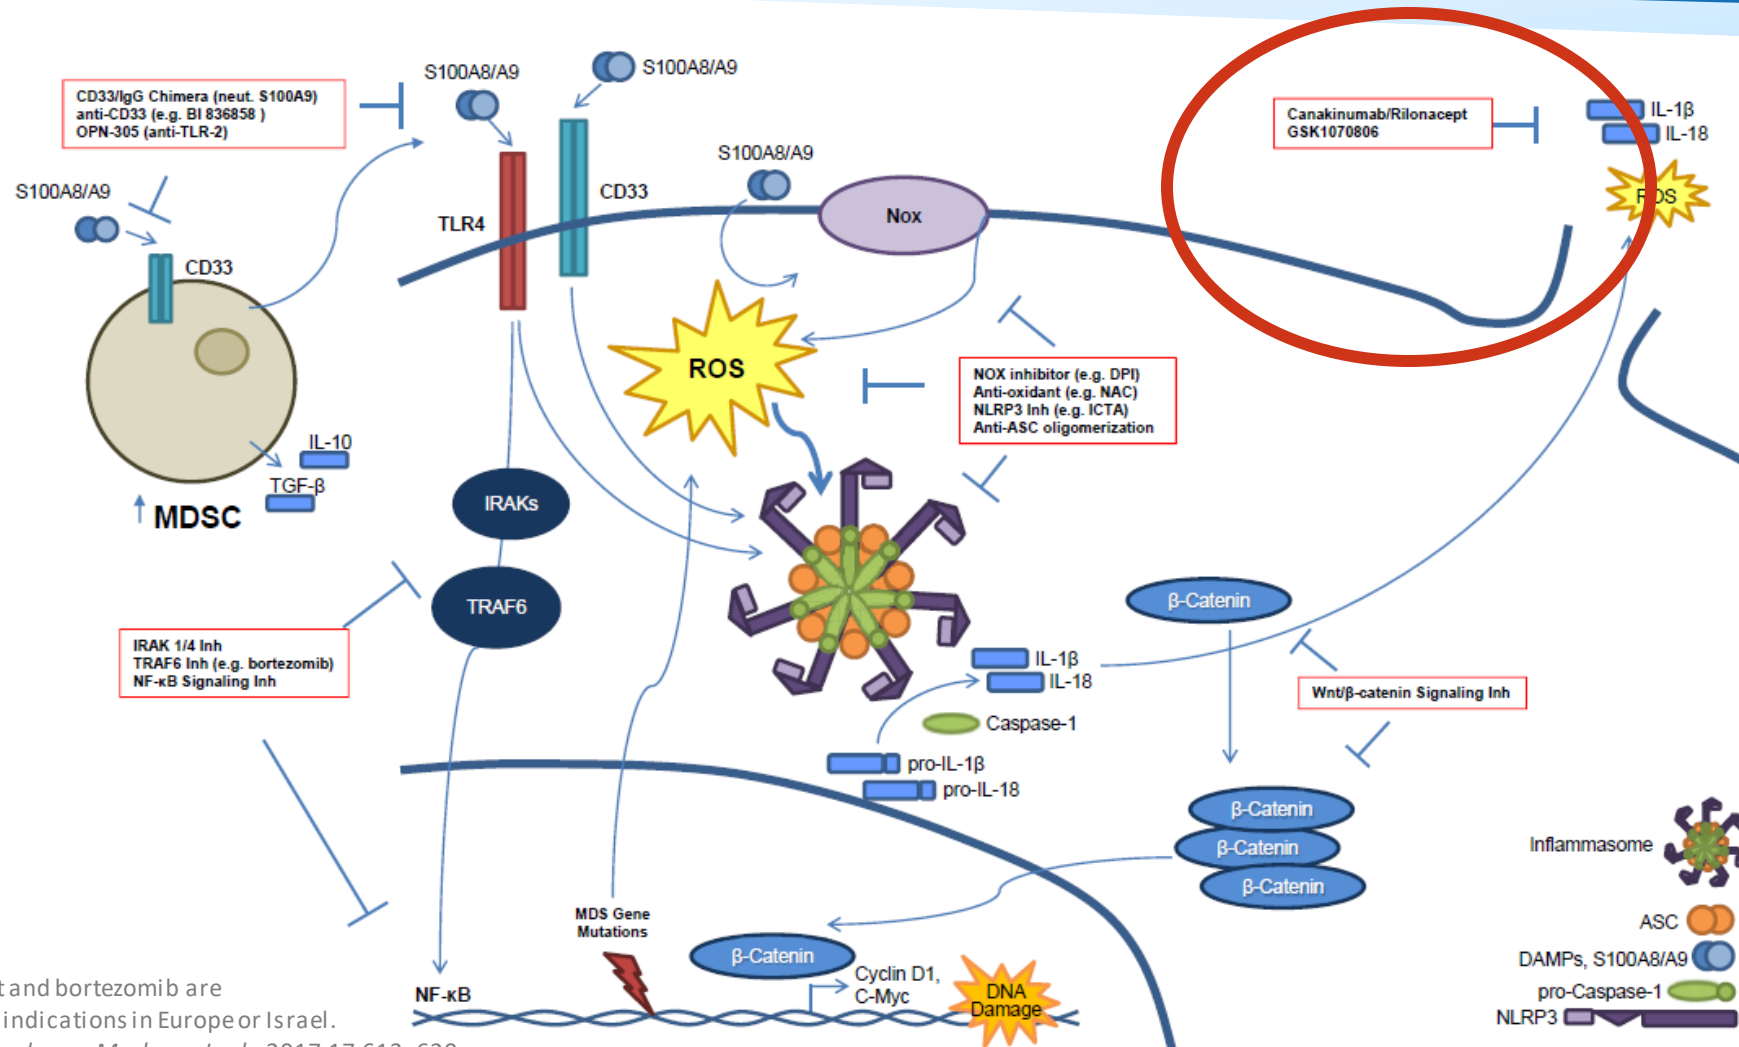 S100A8/A9
S100A8/A9
CD33/IgG Chimera (neut. S100A9)
anti-CD33 (e.g. BI 836858 )
OPN-305 (anti-TLR-2)
Canakinumab/Rilonacept
GSK1070806
IL-1β
IL-18
ROS
S100A8/A9
S100A8/A9
CD33
TLR4
Nox
CD33
ROS
NOX inhibitor (e.g. DPI)
Anti-oxidant (e.g. NAC)
NLRP3 Inh (e.g. ICTA)
Anti-ASC oligomerization
IL-10
TGF-β
MDSC
IRAKs
TRAF6
β-Catenin
IRAK 1/4 Inh
TRAF6 Inh (e.g. bortezomib)
NF-κB Signaling Inh
IL-1β
IL-18
Wnt/β-catenin Signaling Inh
Caspase-1
pro-IL-1β
pro-IL-18
β-Catenin
β-Catenin
β-Catenin
Inflammasome
MDS Gene
Mutations
ASC
β-Catenin
Cyclin D1,
C-Myc
DNA
Damage
DAMPs, S100A8/A9
pro-Caspase-1
NLRP3
NF-κB
and bortezomib are
indications in Europe or Israel.